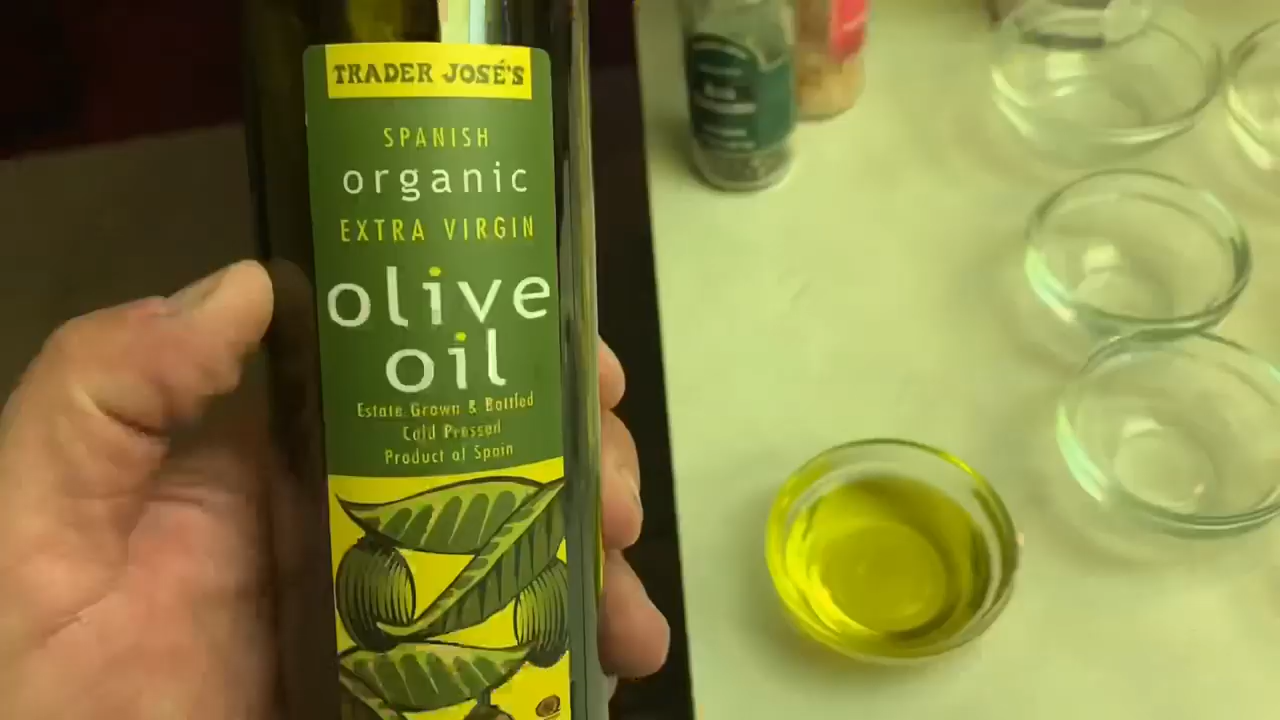 TRADER JOSÉ'S
SPANISH
organic
EXTRA VIRGIN
olive
oil
Estate Grown & Bottled
Cold Pressed
Product of Spain